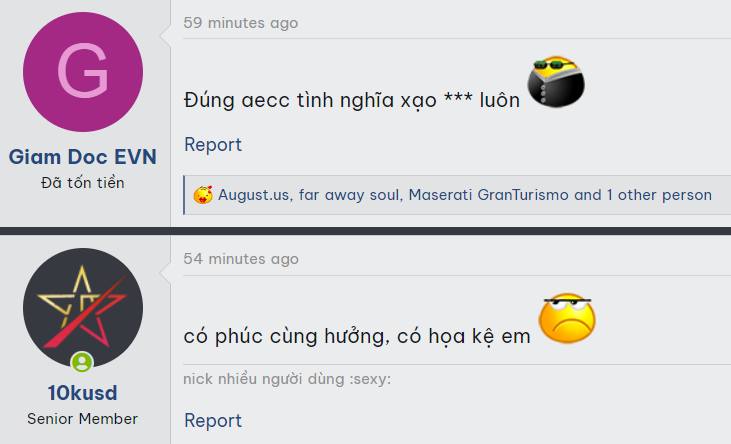 59 minutes ago
G
Đúng aecc tình nghĩa xạo *** luôn
Giam Doc EVN
Đã tốn tiền
Report
August.us, far away soul, Maserati GranTurismo and 1 other person
54 minutes ago
có phúc cùng hưởng, có họa kệ em
nick nhiều người dùng :sexy:
10kusd
Senior Member
Report